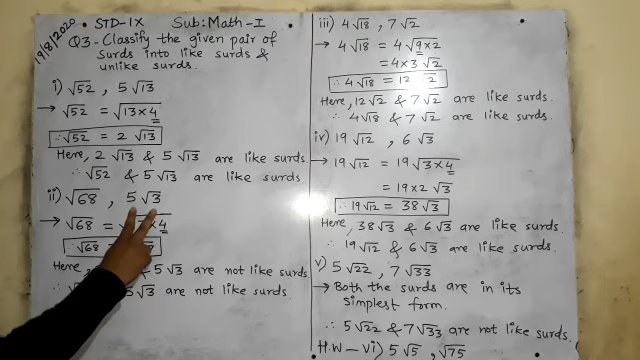 19/8/2020
STD-IX Sub: Math-I
Q3- Classify the given pair of
surds into like surds &
unlike surds.
i) √52 , 5√13
→ √52 = √13×4
∴ √52 = 2√13
Here, 2√13 & 5√13 are like surds.
∴ √52 & 5√13 are like surds
ii) √68 , 5√3
→ √68 = ×4
∴ √68 =
Here, & 5√3 are not like surds
5√3 are not like surds.
iii) 4√18 , 7√2
→ 4√18 = 4√9×2
= 4×3√2
∴ 4√18 = 12√2
Here, 12√2 & 7√2 are like surds.
∴ 4√18 & 7√2 are like surds.
iv) 19√12 , 6√3
→ 19√12 = 19√3×4
= 19×2√3
∴ 19√12 = 38√3
Here, 38√3 & 6√3 are like surds.
∴ 19√12 & 6√3 are like surds.
v) 5√22 , 7√33
→ Both the surds are in its
simplest form.
∴ 5√22 & 7√33 are not like surds.
H.W - vi) 5√5 , √75